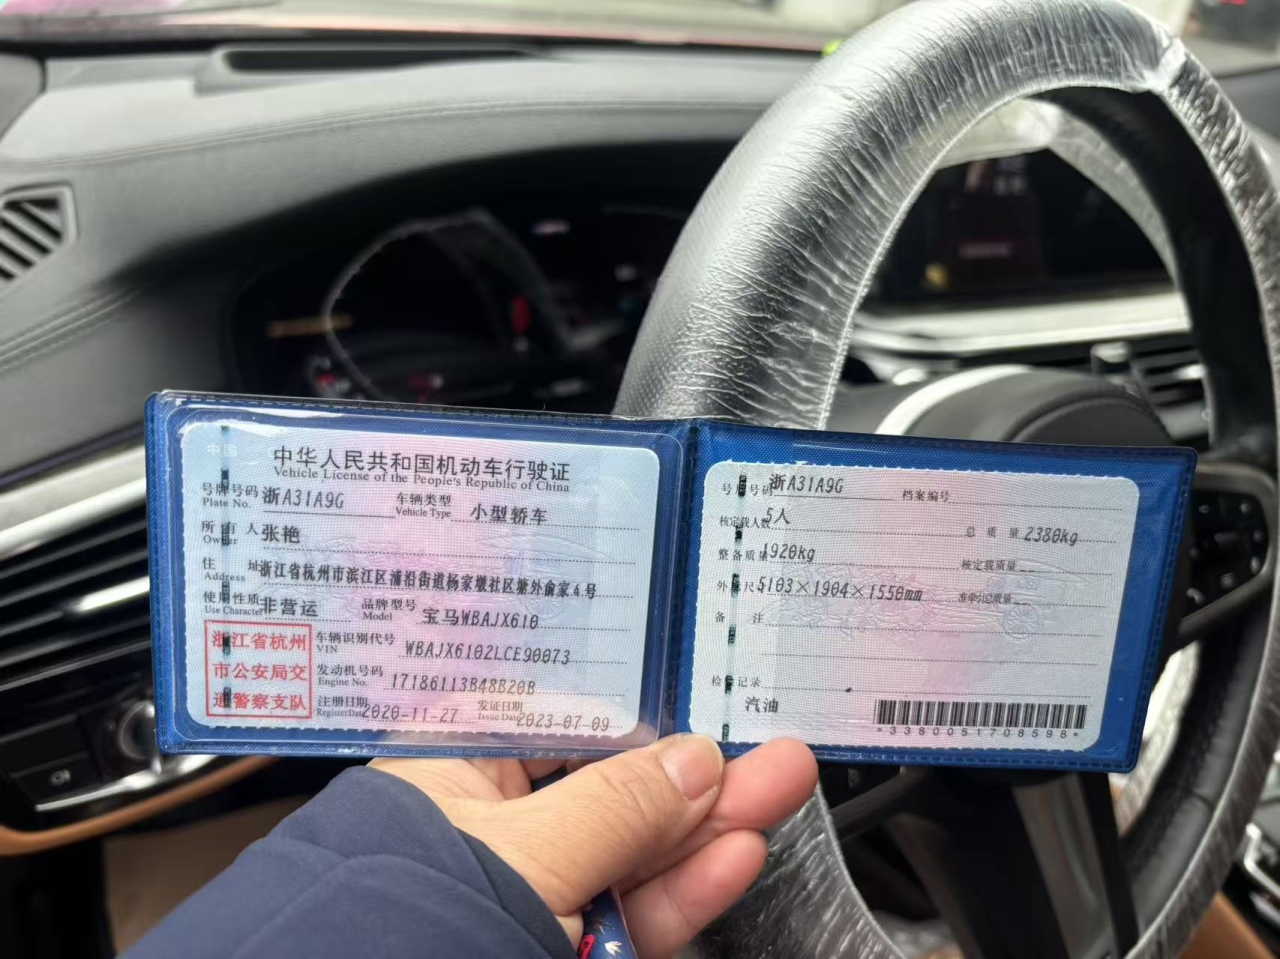 中华人民共和国机动车行驶证
Vehicle License of the People's Republic of China
号牌号码 浙A31A9G 车辆类型 小型轿车
Plate No. Vehicle Type
所有人 张艳
Owner
住址 浙江省杭州市滨江区浦沿街道杨家墩社区塘外俞家4号
Address
使用性质 非营运 品牌型号 宝马WBAJX610
Use Character Model
浙江省杭州
市公安局交
通警察支队
车辆识别代号 WBAJX6102LCE90073
VIN
发动机号码 17186113B48B20B
Engine No.
注册日期 2020-11-27 发证日期 2023-07-09
Register Date Issue Date
号牌号码 浙A31A9G 档案编号
核定载人数 5人 总质量 2380kg
整备质量 1920kg 核定载质量
外廓尺寸 5103×1904×1550mm 准牵引总质量
备注
检验记录
汽油
*3380051708598*